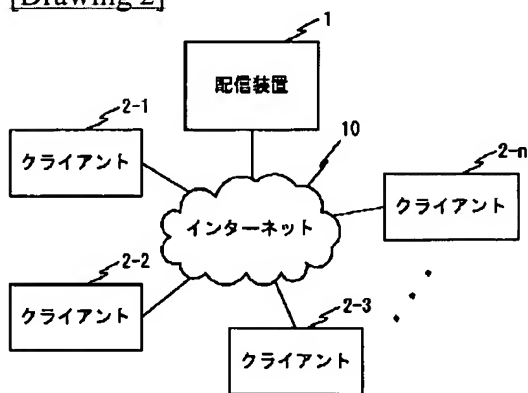 [Drawing 2]
1
配信装置
2-1
クライアント
10
2-n
クライアント
インターネット
2-2
クライアント
2-3
クライアント